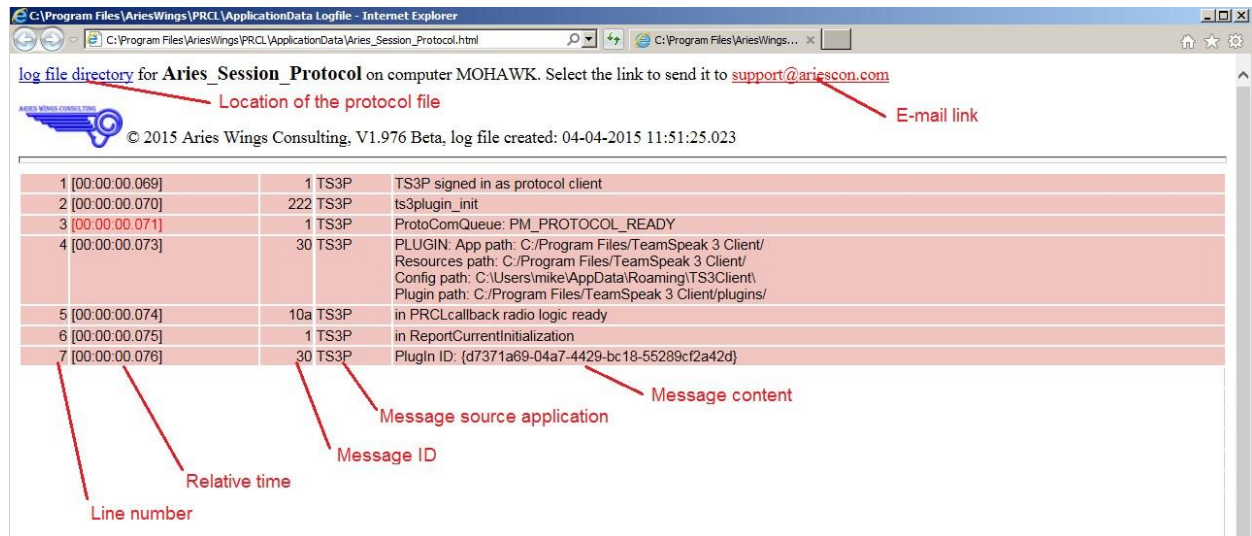 C:\Program Files\AriesWings\PRCL\ApplicationData Logfile - Internet Explorer
C:\Program Files\AriesWings\PRCL\ApplicationData\Aries_Session_Protocol.html C:\Program Files\AriesWings...
log file directory for Aries_Session_Protocol on computer MOHAWK. Select the link to send it to support@ariescon.com
Location of the protocol file
E-mail link
ARIES WINGS CONSULTING
© 2015 Aries Wings Consulting, V1.976 Beta, log file created: 04-04-2015 11:51:25.023
1 [00:00:00.069] 1 TS3P TS3P signed in as protocol client
2 [00:00:00.070] 222 TS3P ts3plugin_init
3 [00:00:00.071] 1 TS3P ProtoComQueue: PM_PROTOCOL_READY
4 [00:00:00.073] 30 TS3P PLUGIN: App path: C:/Program Files/TeamSpeak 3 Client/
Resources path: C:/Program Files/TeamSpeak 3 Client/
Config path: C:\Users\mike\AppData\Roaming\TS3Client\
Plugin path: C:/Program Files/TeamSpeak 3 Client/plugins/
5 [00:00:00.074] 10a TS3P in PRCLcallback radio logic ready
6 [00:00:00.075] 1 TS3P in ReportCurrentInitialization
7 [00:00:00.076] 30 TS3P PlugIn ID: {d7371a69-04a7-4429-bc18-55289cf2a42d}
Message content
Message source application
Message ID
Relative time
Line number